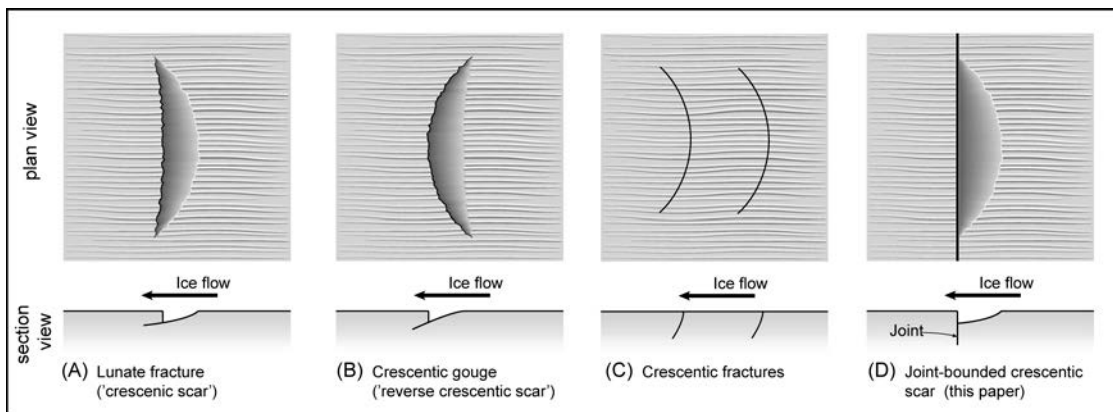 plan view
section
view
Ice flow
Ice flow
Ice flow
Ice flow
Joint
(A) Lunate fracture
('crescenic scar')
(B) Crescentic gouge
('reverse crescentic scar')
(C) Crescentic fractures
(D) Joint-bounded crescentic
scar (this paper)